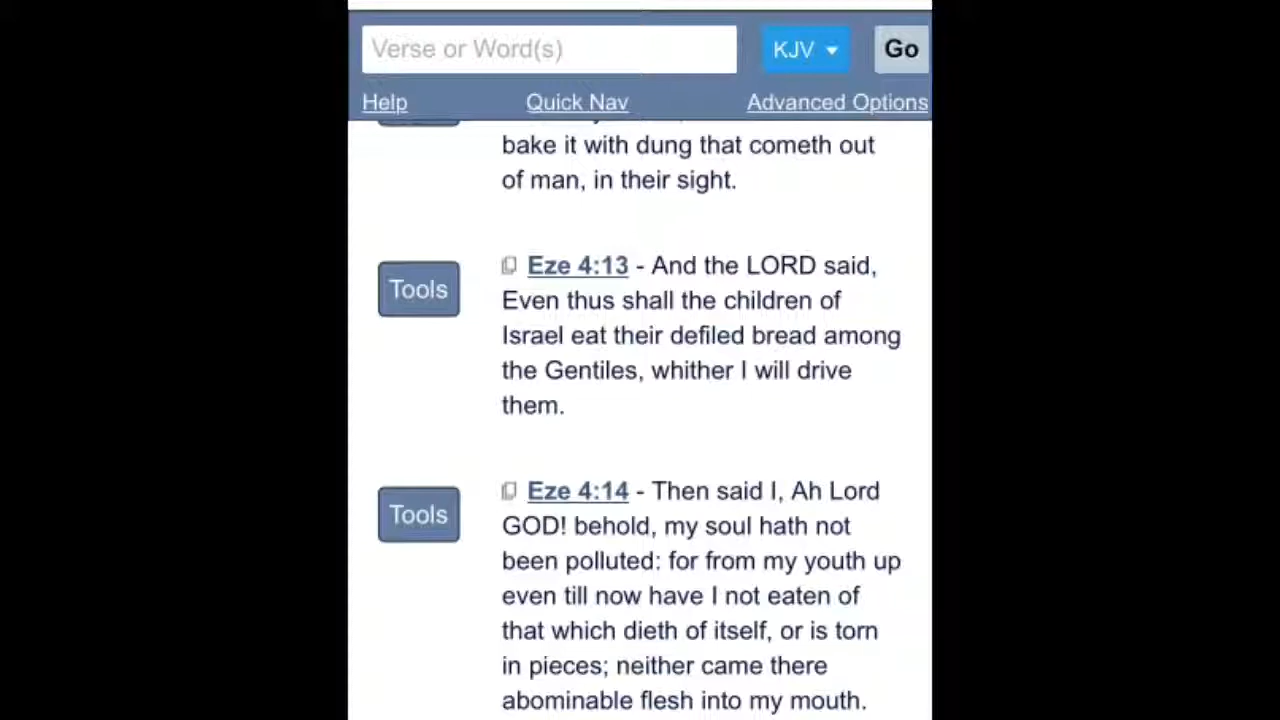 Verse or Word(s)
KJV
Go
Help
Quick Nav
Advanced Options
bake it with dung that cometh out
of man, in their sight.
Tools
Eze 4:13 - And the LORD said,
Even thus shall the children of
Israel eat their defiled bread among
the Gentiles, whither I will drive
them.
Tools
Eze 4:14 - Then said I, Ah Lord
GOD! behold, my soul hath not
been polluted: for from my youth up
even till now have I not eaten of
that which dieth of itself, or is torn
in pieces; neither came there
abominable flesh into my mouth.